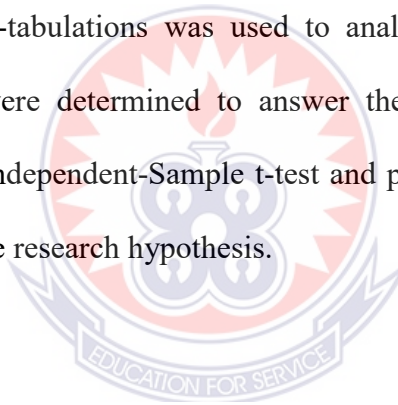 -tabulations was used to anal
ere determined to answer the
ndependent-Sample t-test and p
e research hypothesis.
EDUCATION FOR SERVICE